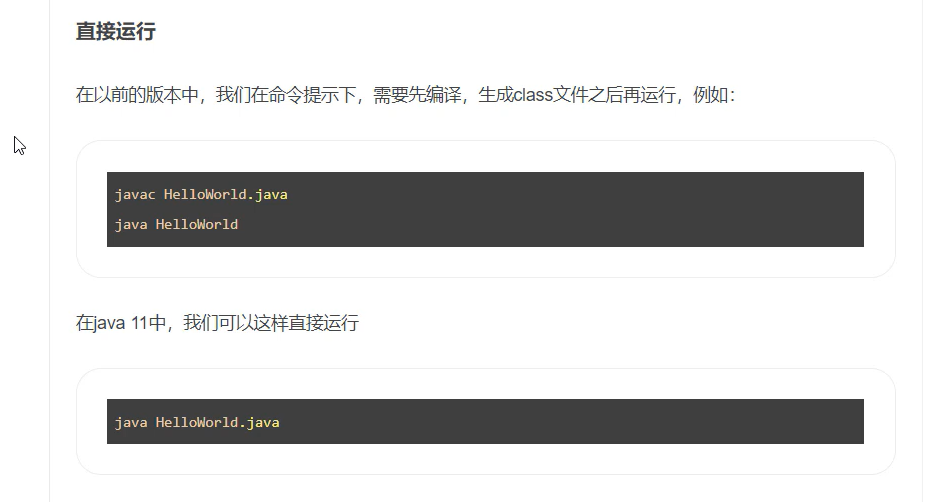 直接运行
在以前的版本中，我们在命令提示下，需要先编译，生成class文件之后再运行，例如：
javac HelloWorld.java
java HelloWorld
在java 11中，我们可以这样直接运行
java HelloWorld.java